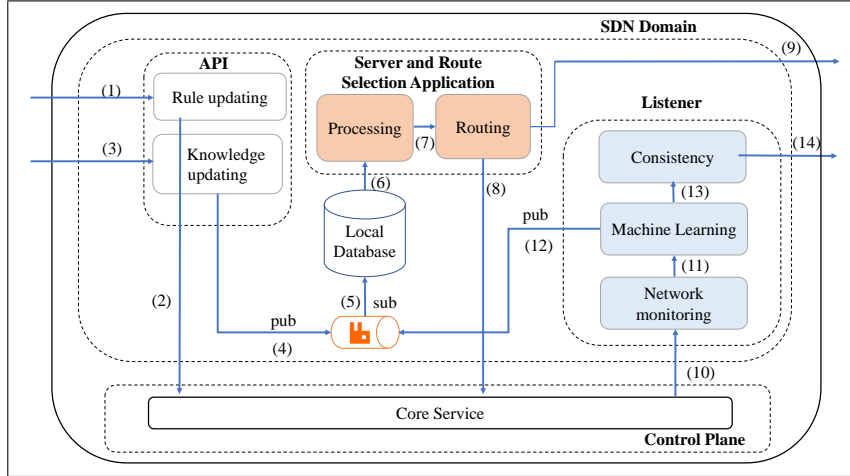 SDN Domain
(9)
API
Server and Route
Selection Application
(1)
Rule updating
Listener
Processing
Routing
(7)
(14)
(3)
Knowledge
updating
Consistency
(6)
(8)
(13)
pub
Local
Database
Machine Learning
(12)
(11)
(2)
(5)
sub
Network
monitoring
pub
(4)
(10)
Core Service
Control Plane